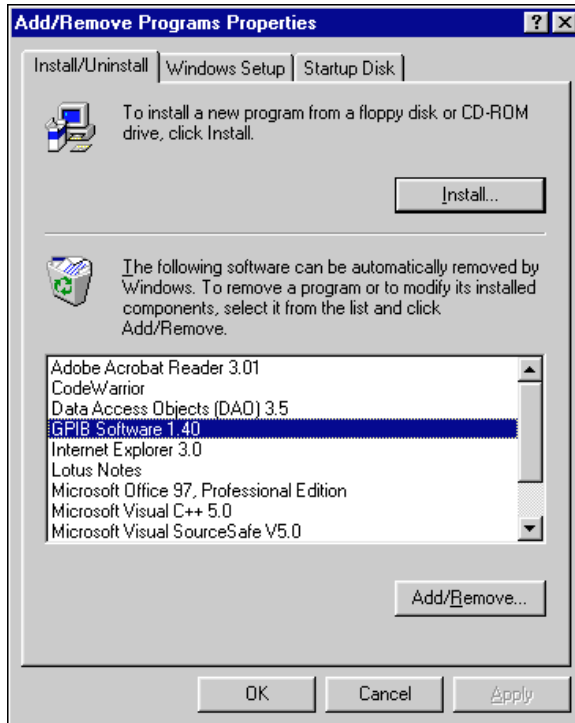 Add/Remove Programs Properties
Install/Uninstall
Windows Setup
Startup Disk
To install a new program from a floppy disk or CD-ROM
drive, click Install.
Install...
The following software can be automatically removed by
Windows. To remove a program or to modify its installed
components, select it from the list and click
Add/Remove.
Adobe Acrobat Reader 3.01
CodeWarrior
Data Access Objects (DAO) 3.5
GPIB Software 1.40
Internet Explorer 3.0
Lotus Notes
Microsoft Office 97, Professional Edition
Microsoft Visual C++ 5.0
Microsoft Visual SourceSafe V5.0
Add/Remove...
OK
Cancel
Apply